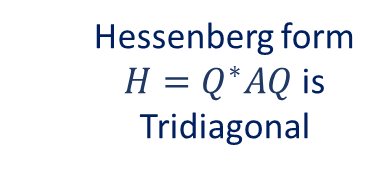 Hessenberg form
𝐻 = 𝑄*𝐴𝑄 is
Tridiagonal